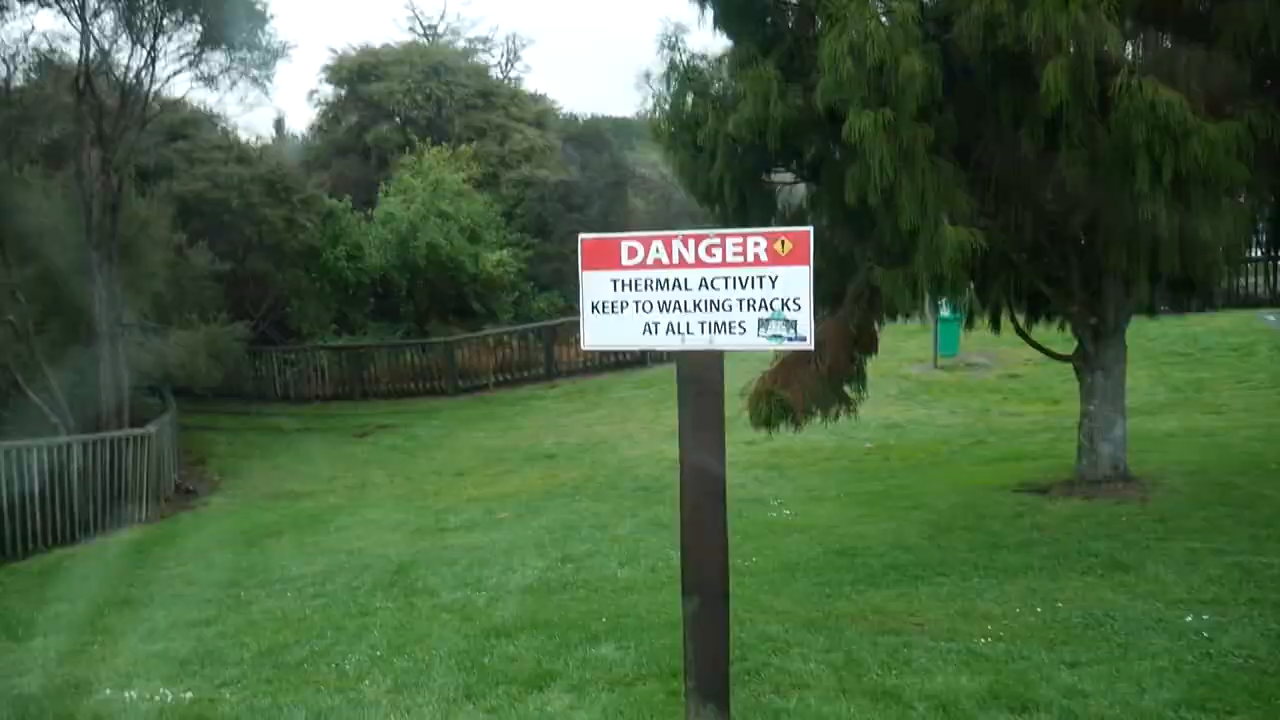 DANGER
THERMAL ACTIVITY
KEEP TO WALKING TRACKS
AT ALL TIMES